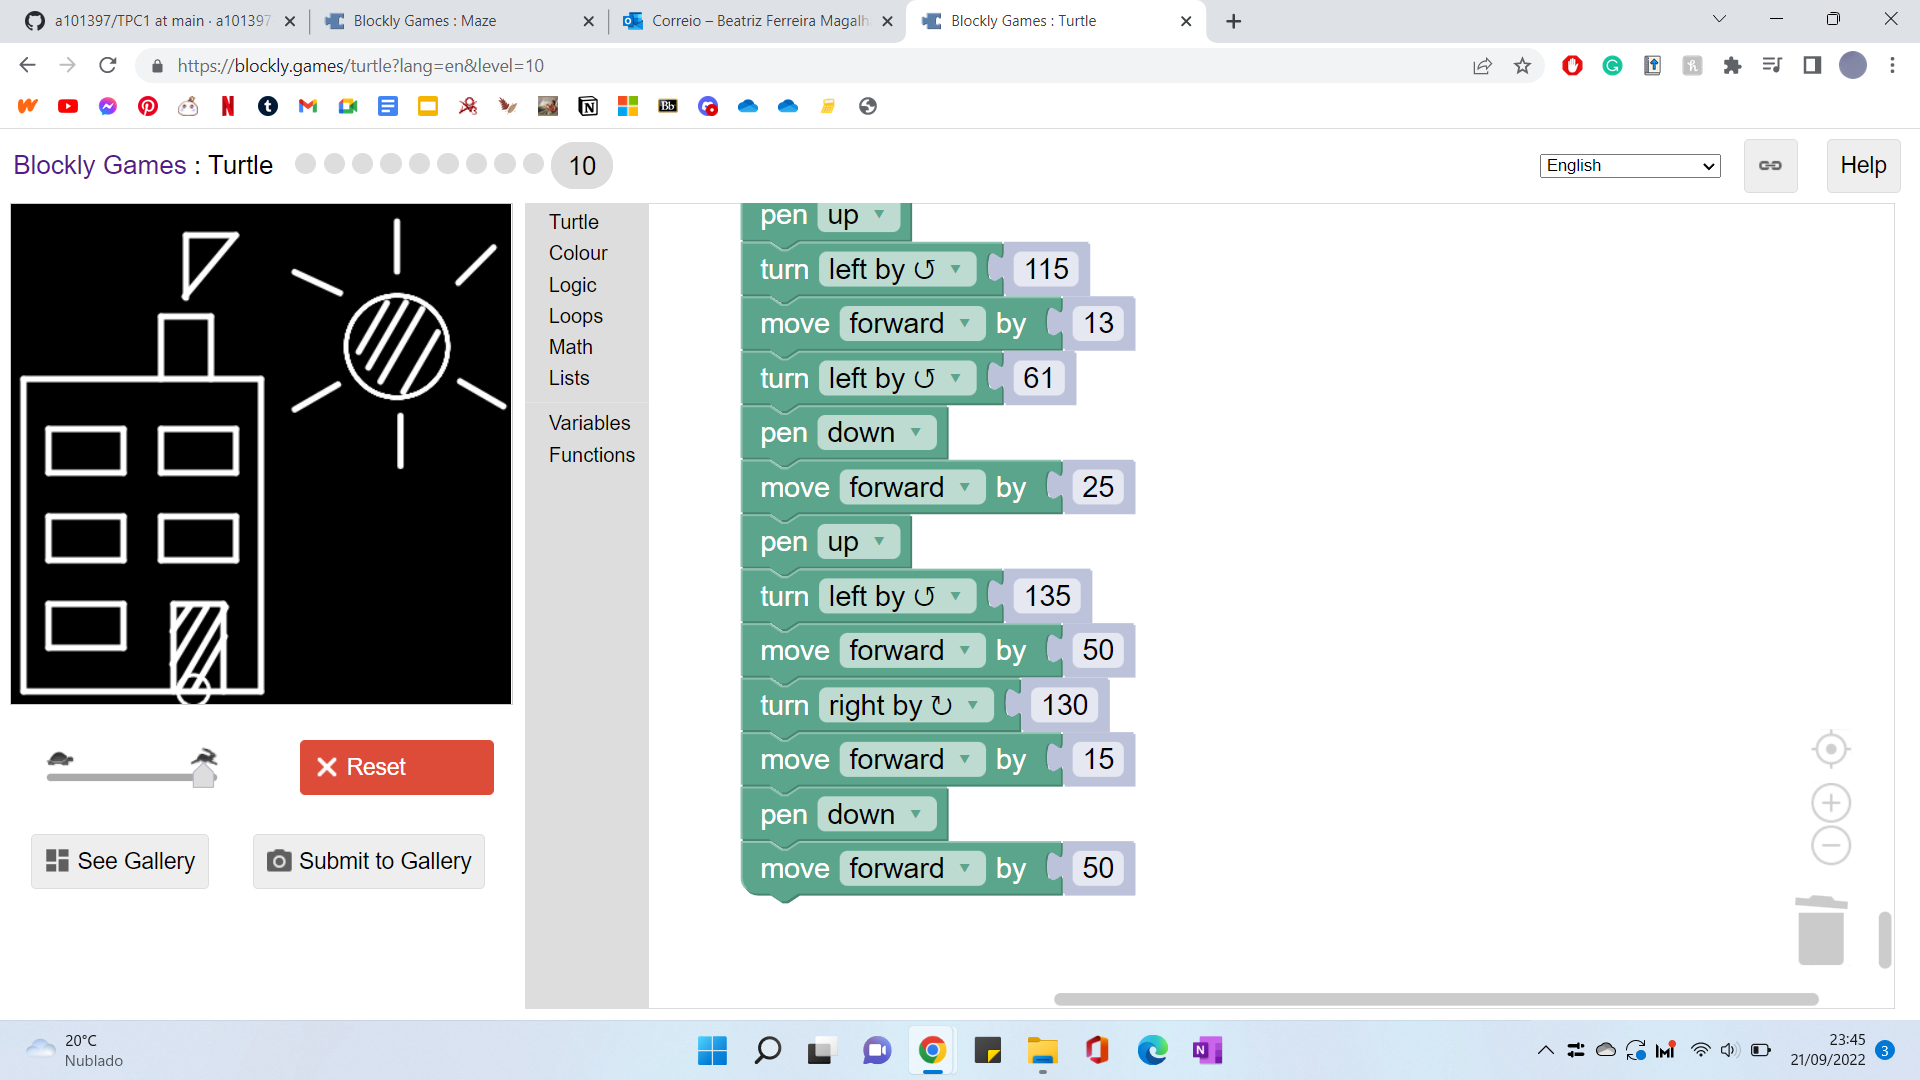 a101397/TPC1 at main · a101397
Blockly Games : Maze
Correio – Beatriz Ferreira Magalh
Blockly Games : Turtle
https://blockly.games/turtle?lang=en&level=10
Blockly Games : Turtle
10
English
Help
Turtle
Colour
Logic
Loops
Math
Lists
Variables
Functions
pen up
turn left by ↺ 115
move forward by 13
turn left by ↺ 61
pen down
move forward by 25
pen up
turn left by ↺ 135
move forward by 50
turn right by ↻ 130
move forward by 15
pen down
move forward by 50
Reset
See Gallery
Submit to Gallery
20°C
Nublado
23:45
21/09/2022
3